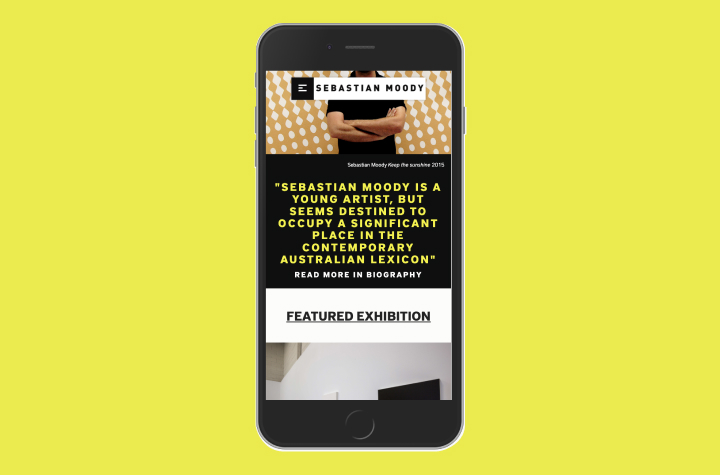 SEBASTIAN MOODY
Sebastian Moody Keep the sunshine 2015
"SEBASTIAN MOODY IS A
YOUNG ARTIST, BUT
SEEMS DESTINED TO
OCCUPY A SIGNIFICANT
PLACE IN THE
CONTEMPORARY
AUSTRALIAN LEXICON"
READ MORE IN BIOGRAPHY
FEATURED EXHIBITION